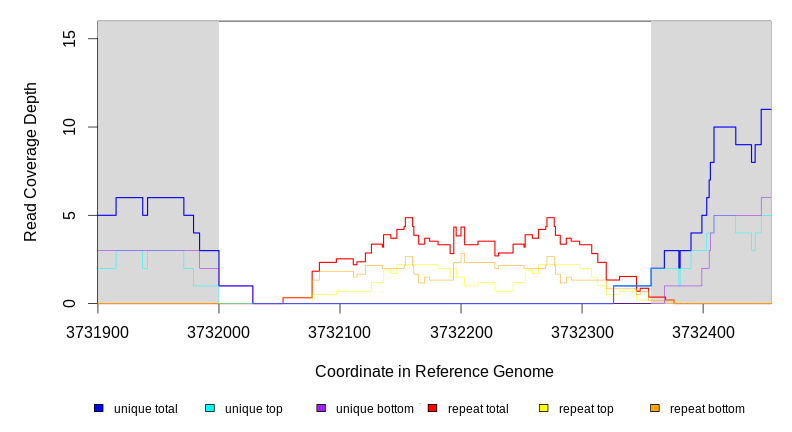 15
10
5
0
Read Coverage Depth
3731900 3732000 3732100 3732200 3732300 3732400
Coordinate in Reference Genome
unique total unique top unique bottom repeat total repeat top repeat bottom